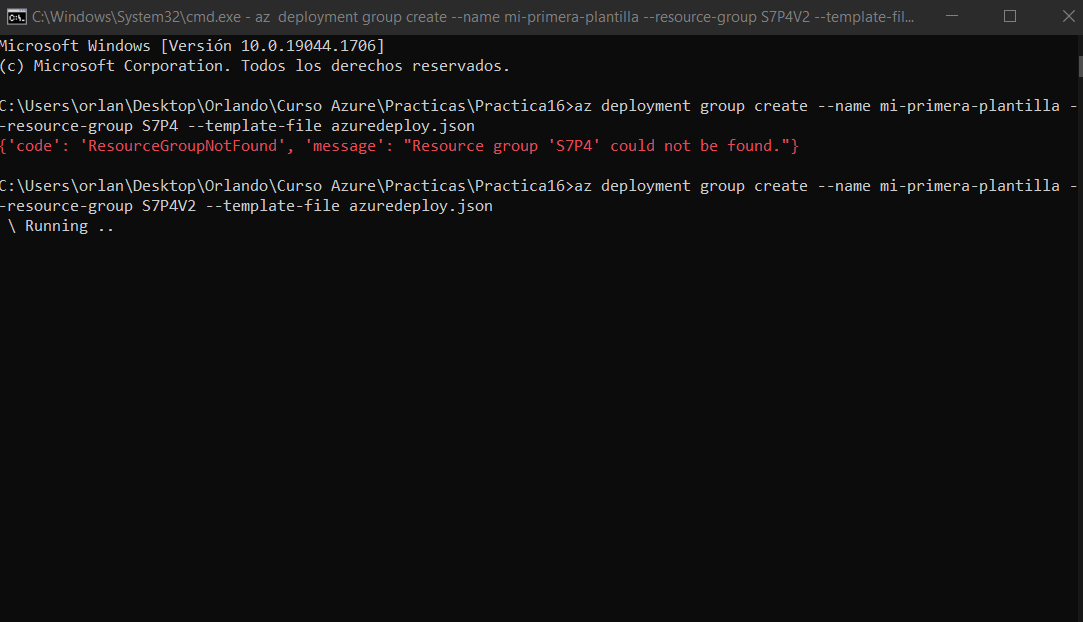 C:\Windows\System32\cmd.exe - az  deployment group create --name mi-primera-plantilla --resource-group S7P4V2 --template-fil...
Microsoft Windows [Versión 10.0.19044.1706]
(c) Microsoft Corporation. Todos los derechos reservados.
C:\Users\orlan\Desktop\Orlando\Curso Azure\Practicas\Practica16>az deployment group create --name mi-primera-plantilla -
-resource-group S7P4 --template-file azuredeploy.json
{'code': 'ResourceGroupNotFound', 'message': "Resource group 'S7P4' could not be found."}
C:\Users\orlan\Desktop\Orlando\Curso Azure\Practicas\Practica16>az deployment group create --name mi-primera-plantilla -
-resource-group S7P4V2 --template-file azuredeploy.json
 \ Running ..